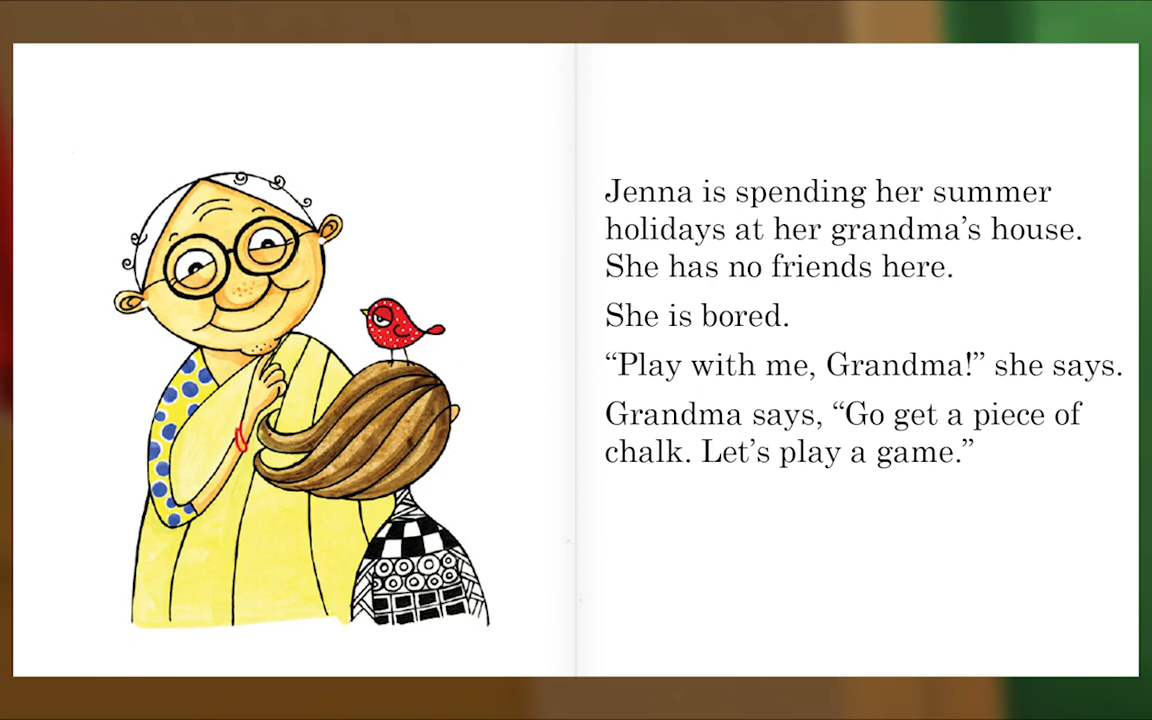 Jenna is spending her summer
holidays at her grandma’s house.
She has no friends here.
She is bored.
“Play with me, Grandma!” she says.
Grandma says, “Go get a piece of
chalk. Let’s play a game.”